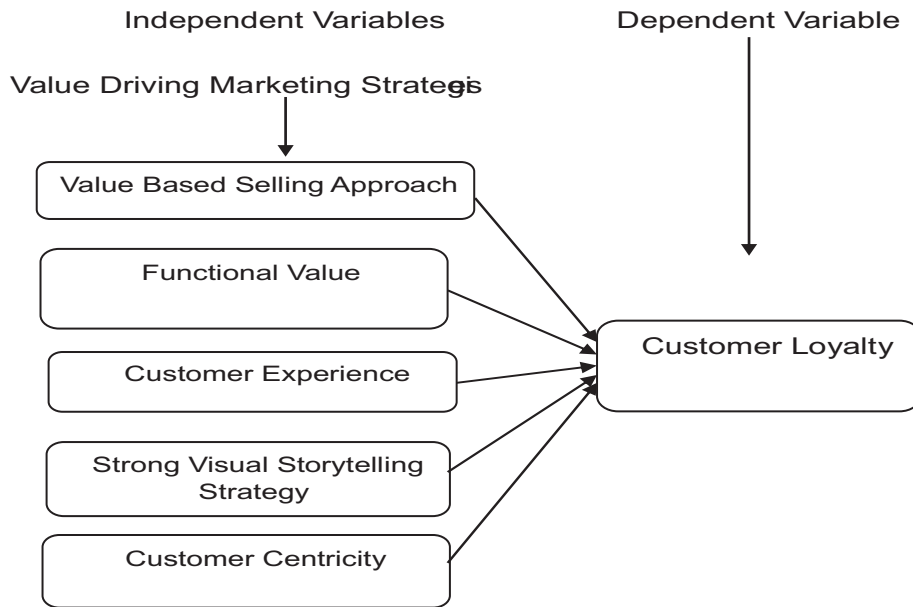 Independent Variables
Dependent Variable
Value Driving Marketing Strategies
Value Based Selling Approach
Functional Value
Customer Experience
Customer Loyalty
Strong Visual Storytelling
Strategy
Customer Centricity